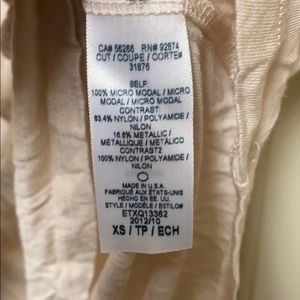 CA# 56266 RN# 92874
CUT / COUPE / CORTE#
31876
SELF:
100% MICRO MODAL / MICRO
MODAL / MICRO MODAL
CONTRAST:
83.4% NYLON / POLYAMIDE /
NILON
16.6% METALLIC /
MÉTALLIQUE / METÁLICO
CONTRAST2
100% NYLON / POLYAMIDE /
NILON
MADE IN U.S.A.
FABRIQUÉ AUX ÉTATS-UNIS
HECHO EN EE. UU.
STYLE / MODÈLE / ESTILO#
ETXQ13362
2012/10
XS / TP / ECH